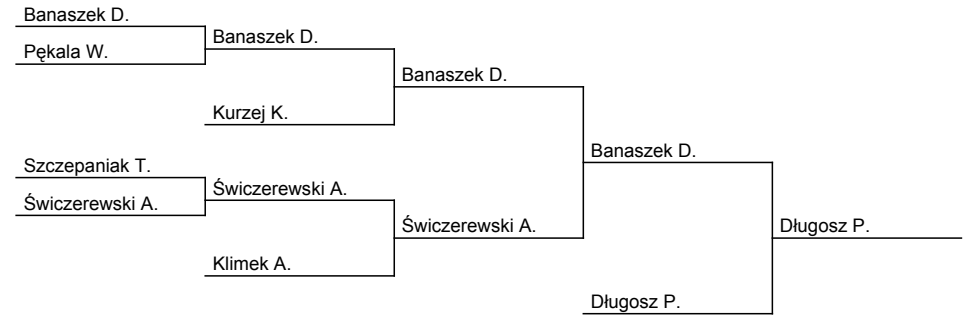 Banaszek D.
Pękala W.
Banaszek D.
Banaszek D.
Kurzej K.
Banaszek D.
Szczepaniak T.
Świczerewski A.
Świczerewski A.
Świczerewski A.
Długosz P.
Klimek A.
Długosz P.